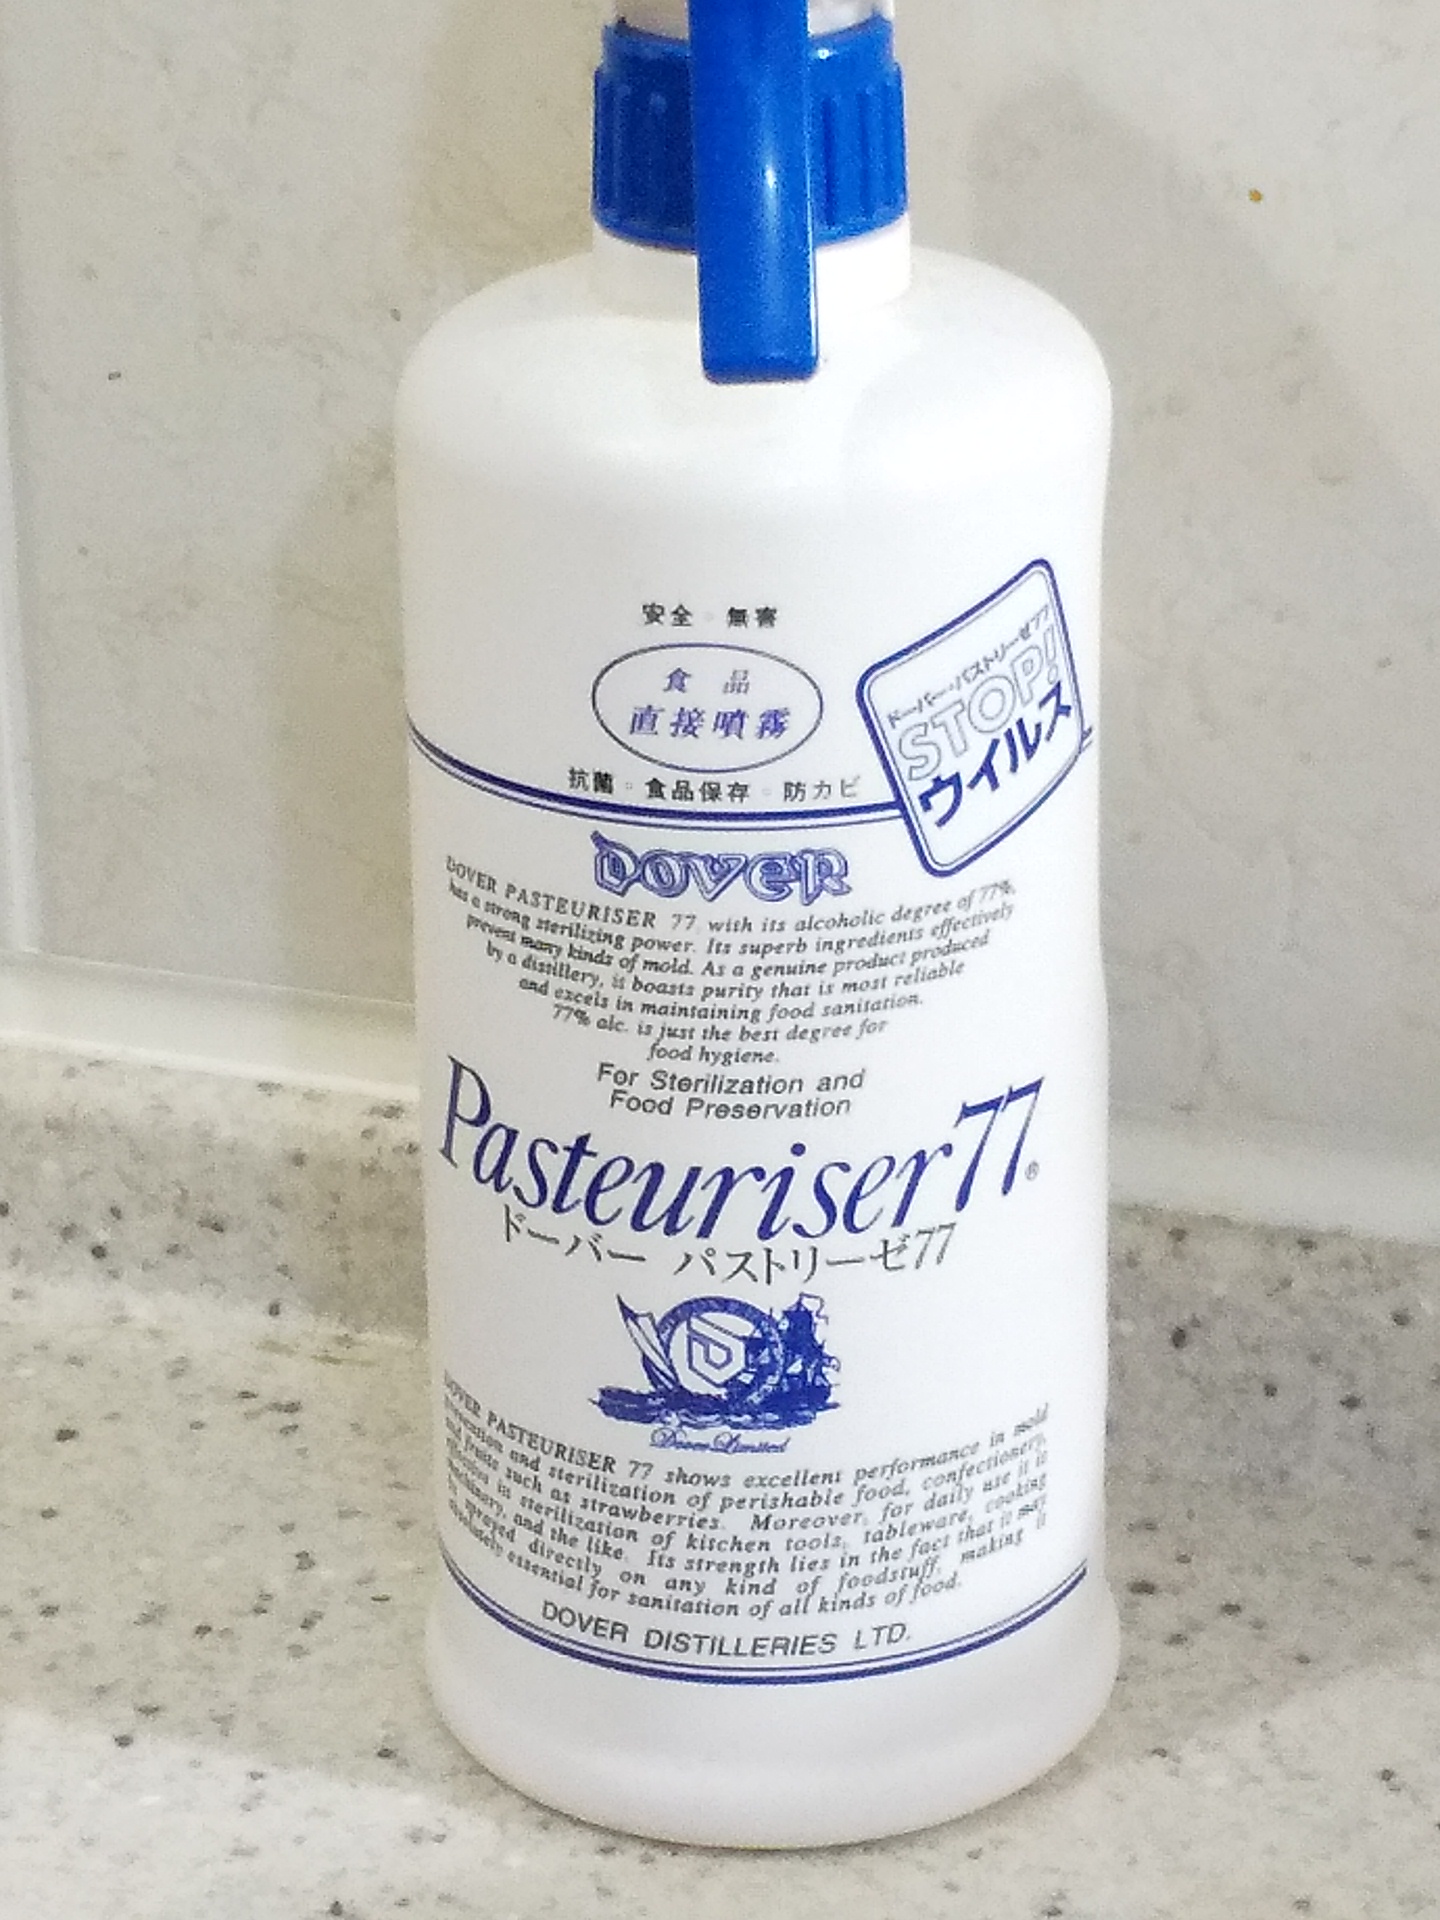 安全 ○ 無害
食品
直接噴霧
抗菌 ○ 食品保存 ○ 防カビ
ドーバー・パストリーゼ77
STOP!
ウイルス
DOVER
DOVER PASTEURISER 77 with its alcoholic degree of 77%,
has a strong sterilizing power. Its superb ingredients effectively
prevent many kinds of mold. As a genuine product produced
by a distillery, it boasts purity that is most reliable
and excels in maintaining food sanitation.
77% alc. is just the best degree for
food hygiene.
For Sterilization and
Food Preservation
Pasteuriser77®
ドーバー パストリーゼ77
Dover Limited
DOVER PASTEURISER 77 shows excellent performance in mold
prevention and sterilization of perishable food, confectionery,
and fruits such as strawberries. Moreover, for daily use it is
effective in sterilization of kitchen tools, tableware, cooking
machinery, and the like. Its strength lies in the fact that it may
be sprayed directly on any kind of foodstuff, making it
absolutely essential for sanitation of all kinds of food.
DOVER DISTILLERIES LTD.